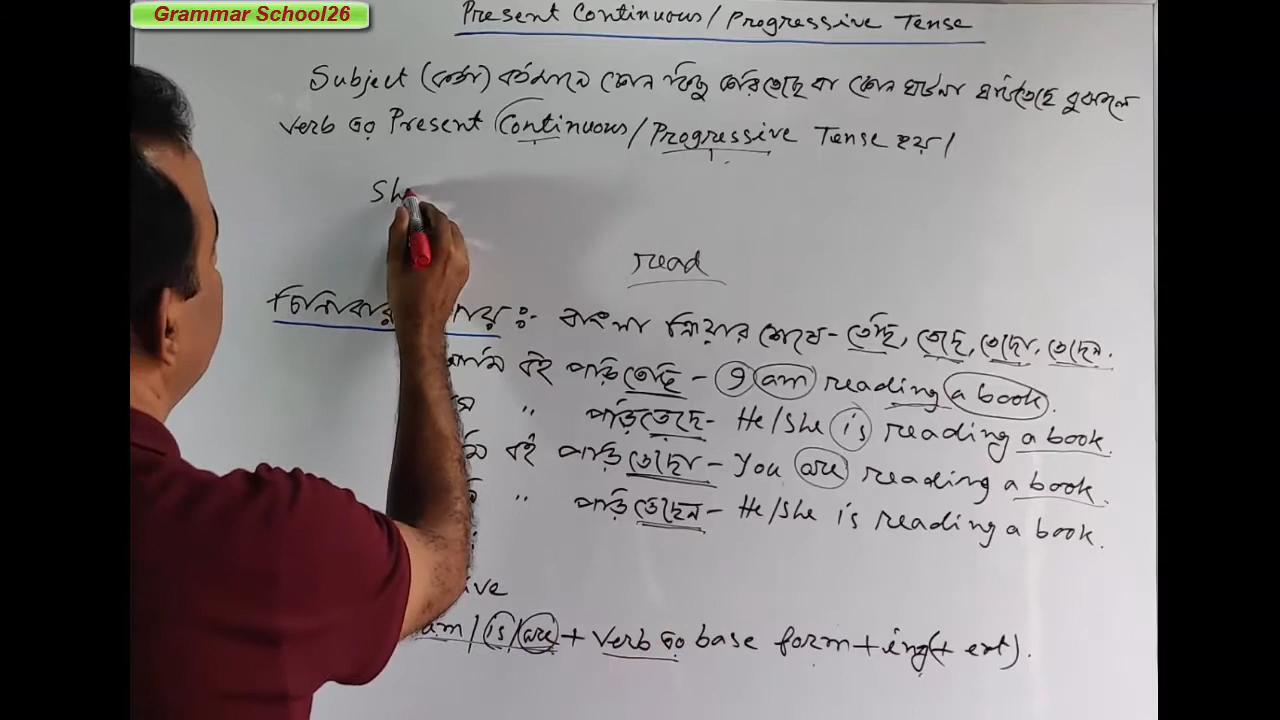 Grammar School26
Present Continuous/Progressive Tense
Subject (কর্তা) বর্তমানে কোন কিছু করিতেছে বা কোন ঘটনা ঘটিতেছে বুঝালে
Verb এর Present Continuous/Progressive Tense হয়।
Sh
read
চিনিবার :- বাংলা ক্রিয়ার শেষে- তেছি, তেছে, তেছো, তেছেন.
বই পড়িতেছি - I am reading a book.
" পড়িতেছে- He/She is reading a book.
বই পড়িতেছো - You are reading a book.
" পড়িতেছেন- He/She is reading a book.
ive
am/is/are + Verb এর base form+ing(+ ext).